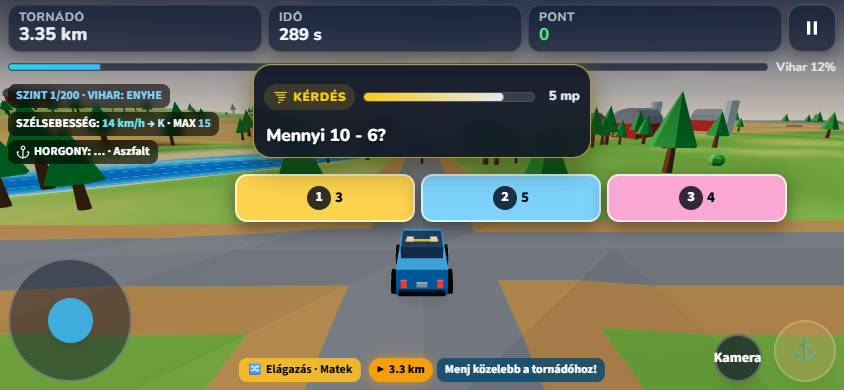 TORNÁDÓ
3.35 km
IDŐ
289 s
PONT
0
Vihar 12%
SZINT 1/200 · VIHAR: ENYHE
SZÉLSEBESSÉG: 14 km/h → K · MAX 15
HORGONY: ... · Aszfalt
KÉRDÉS
5 mp
Mennyi 10 - 6?
1 3
2 5
3 4
Elágazás · Matek
3.3 km
Menj közelebb a tornádóhoz!
Kamera